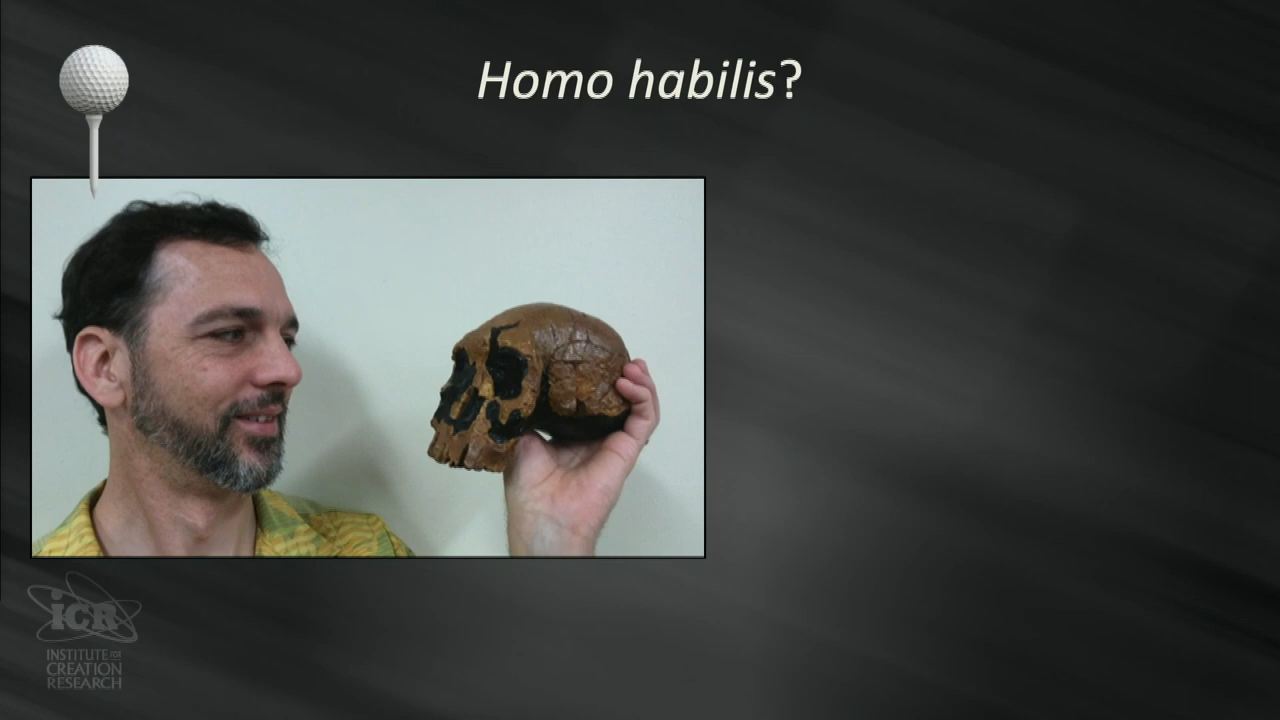 Homo habilis?
iCR
INSTITUTE FOR
CREATION
RESEARCH